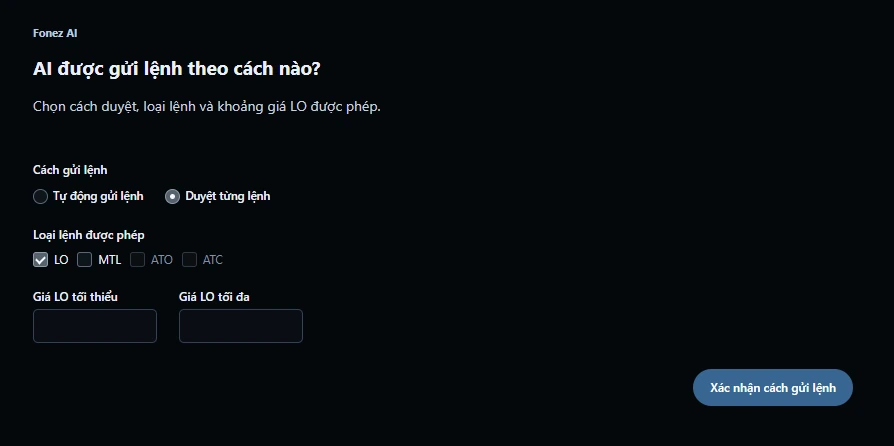 Fonez AI
AI được gửi lệnh theo cách nào?
Chọn cách duyệt, loại lệnh và khoảng giá LO được phép.
Cách gửi lệnh
Tự động gửi lệnh Duyệt từng lệnh
Loại lệnh được phép
LO MTL ATO ATC
Giá LO tối thiểu Giá LO tối đa
Xác nhận cách gửi lệnh